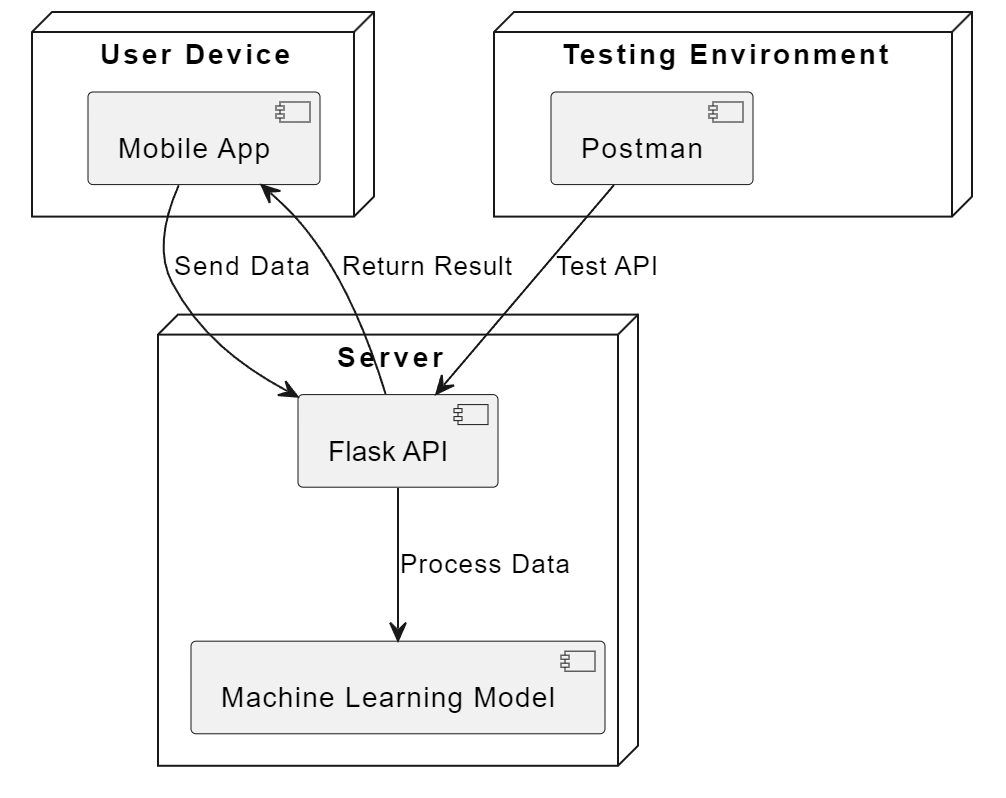 User Device
Testing Environment
Mobile App
Postman
Send Data
Return Result
Test API
Server
Flask API
Process Data
Machine Learning Model